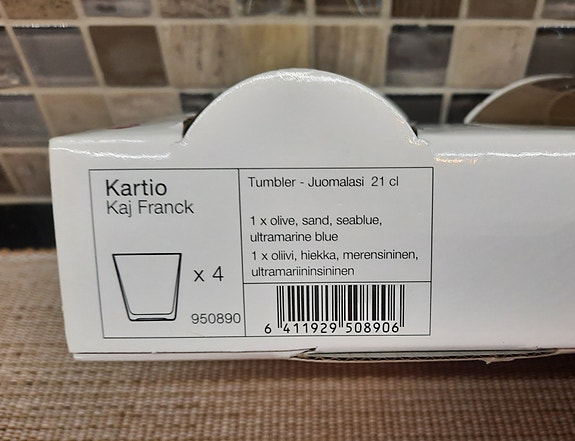 Kartio
Kaj Franck
x 4
950890
Tumbler - Juomalasi 21 cl
1 x olive, sand, seablue,
ultramarine blue
1 x oliivi, hiekka, merensininen,
ultramariininsininen
6 411929 508906